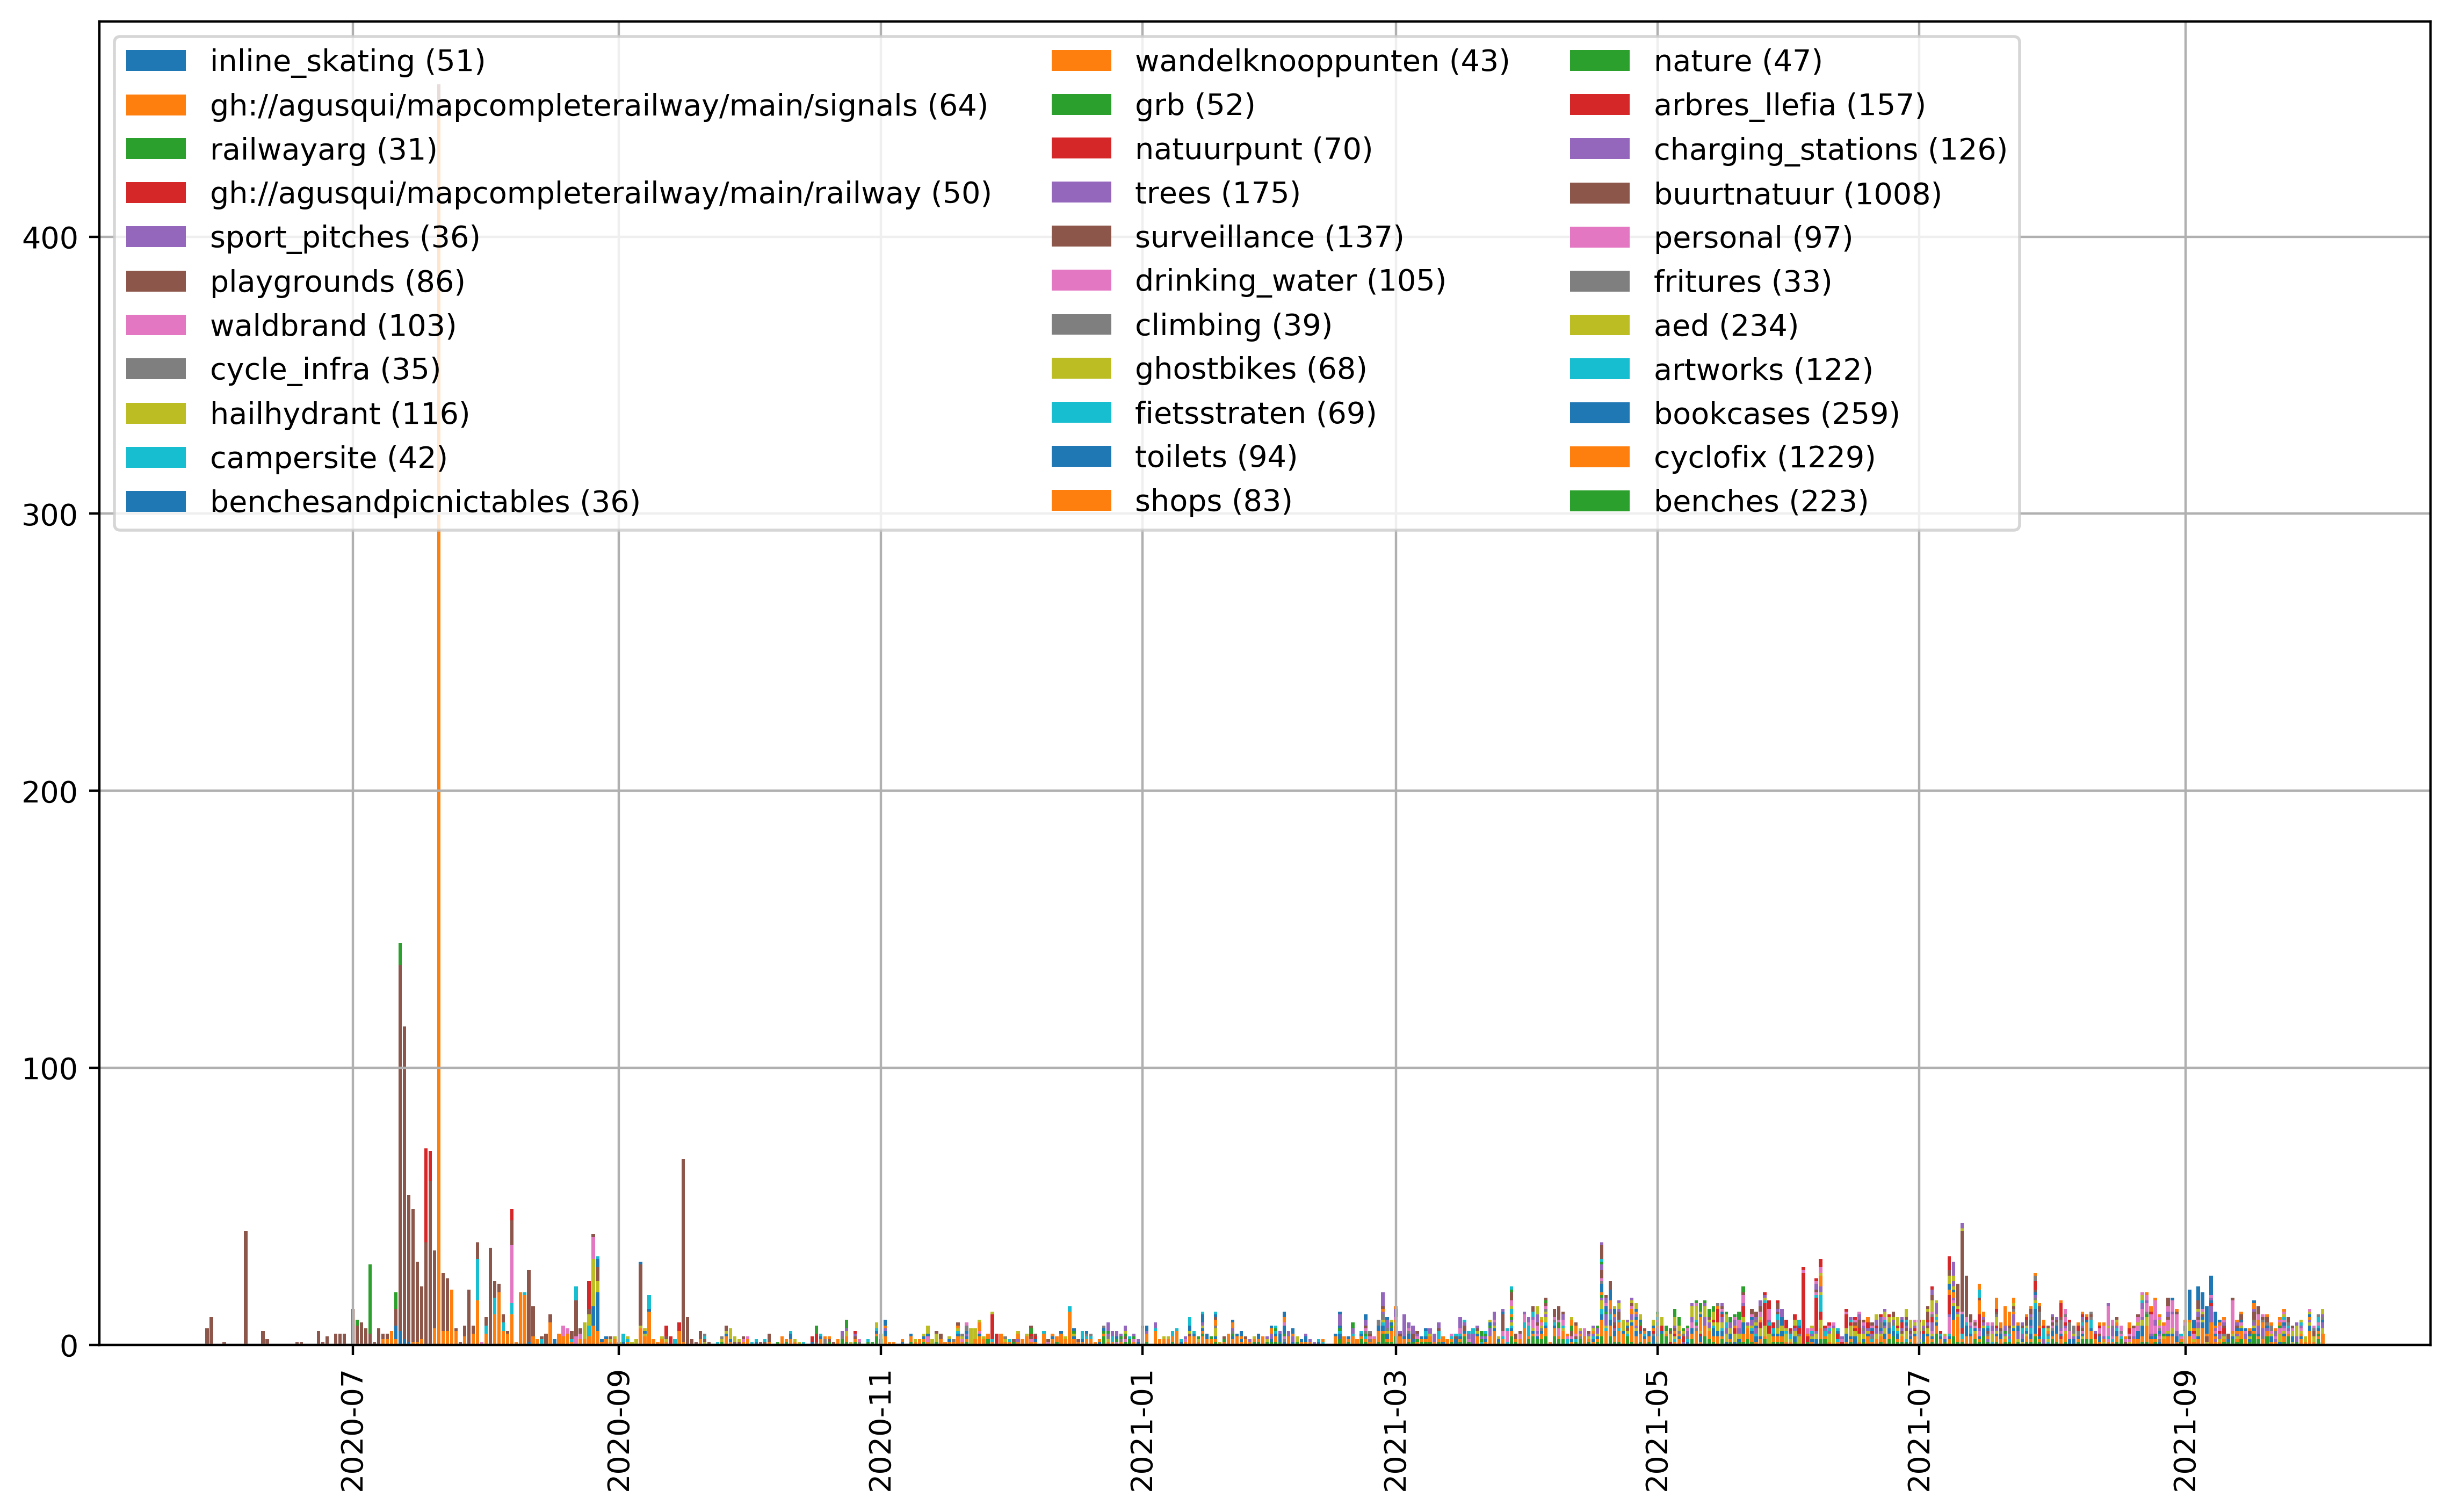 inline_skating (51)
gh://agusqui/mapcompleterailway/main/signals (64)
railwayarg (31)
gh://agusqui/mapcompleterailway/main/railway (50)
sport_pitches (36)
playgrounds (86)
waldbrand (103)
cycle_infra (35)
hailhydrant (116)
campersite (42)
benchesandpicnictables (36)
wandelknooppunten (43)
grb (52)
natuurpunt (70)
trees (175)
surveillance (137)
drinking_water (105)
climbing (39)
ghostbikes (68)
fietsstraten (69)
toilets (94)
shops (83)
nature (47)
arbres_llefia (157)
charging_stations (126)
buurtnatuur (1008)
personal (97)
fritures (33)
aed (234)
artworks (122)
bookcases (259)
cyclofix (1229)
benches (223)
400
300
200
100
0
2020-07
2020-09
2020-11
2021-01
2021-03
2021-05
2021-07
2021-09